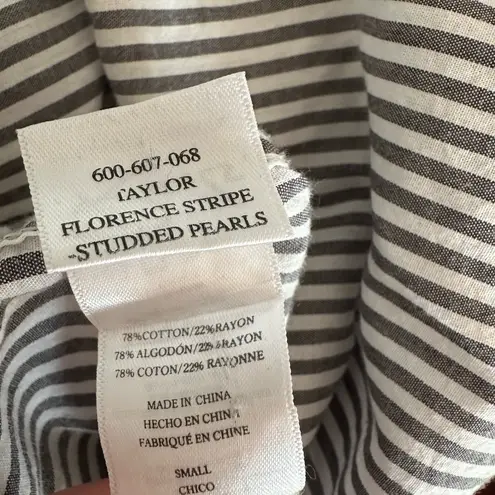 600-607-068
TAYLOR
FLORENCE STRIPE
-STUDDED PEARLS
78%COTTON/22%RAYON
78% ALGODÓN/22%RAYON
78% COTON/22% RAYONNE
MADE IN CHINA
HECHO EN CHINA
FABRIQUÉ EN CHINE
SMALL
CHICO